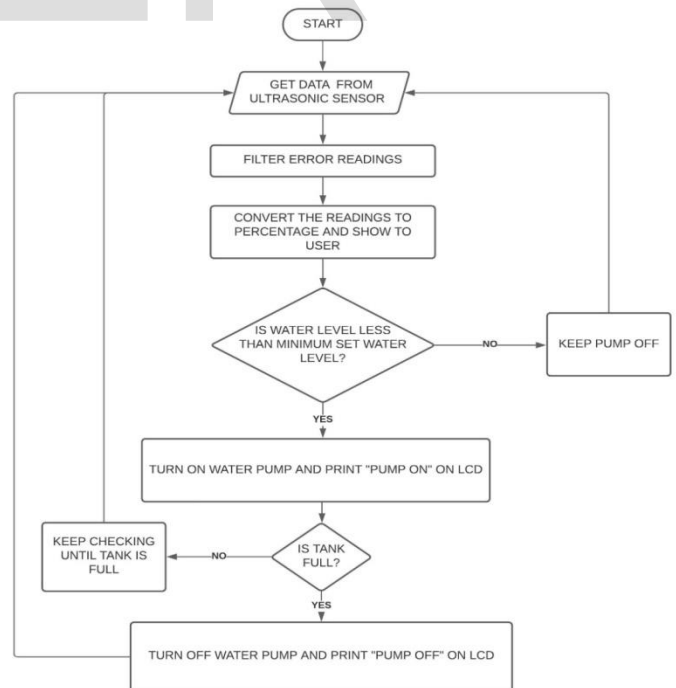 START
GET DATA FROM
ULTRASONIC SENSOR
FILTER ERROR READINGS
CONVERT THE READINGS TO
PERCENTAGE AND SHOW TO
USER
IS WATER LEVEL LESS
THAN MINIMUM SET WATER
LEVEL?
NO
KEEP PUMP OFF
YES
TURN ON WATER PUMP AND PRINT "PUMP ON" ON LCD
KEEP CHECKING
UNTIL TANK IS
FULL
NO
IS TANK
FULL?
YES
TURN OFF WATER PUMP AND PRINT "PUMP OFF" ON LCD